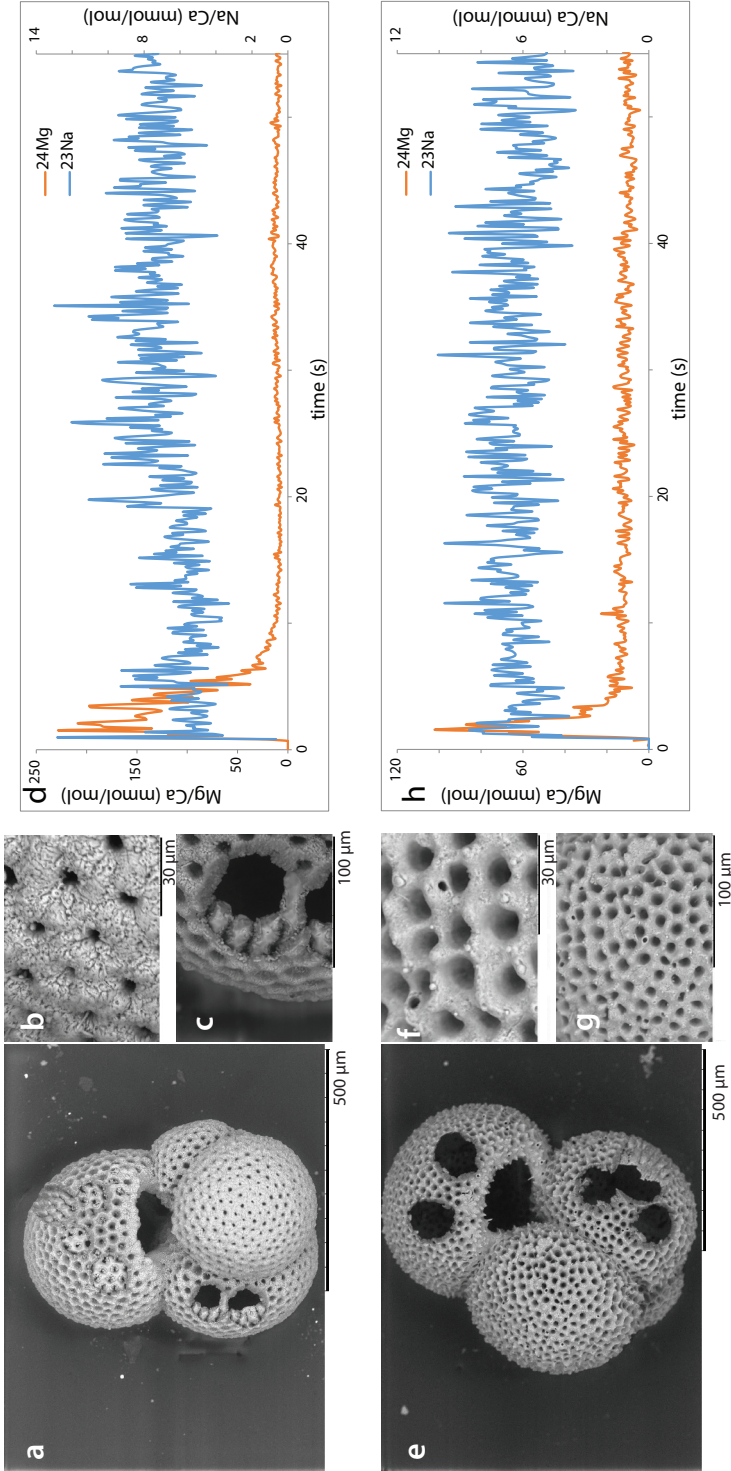 a
500 µm
b
30 µm
c
100 µm
d
Mg/Ca (mmol/mol)
250
150
50
0
Na/Ca (mmol/mol)
14
8
2
0
24Mg
23Na
0
20
40
time (s)
e
500 µm
f
30 µm
g
100 µm
h
Mg/Ca (mmol/mol)
120
60
0
Na/Ca (mmol/mol)
12
6
0
24Mg
23Na
0
20
40
time (s)